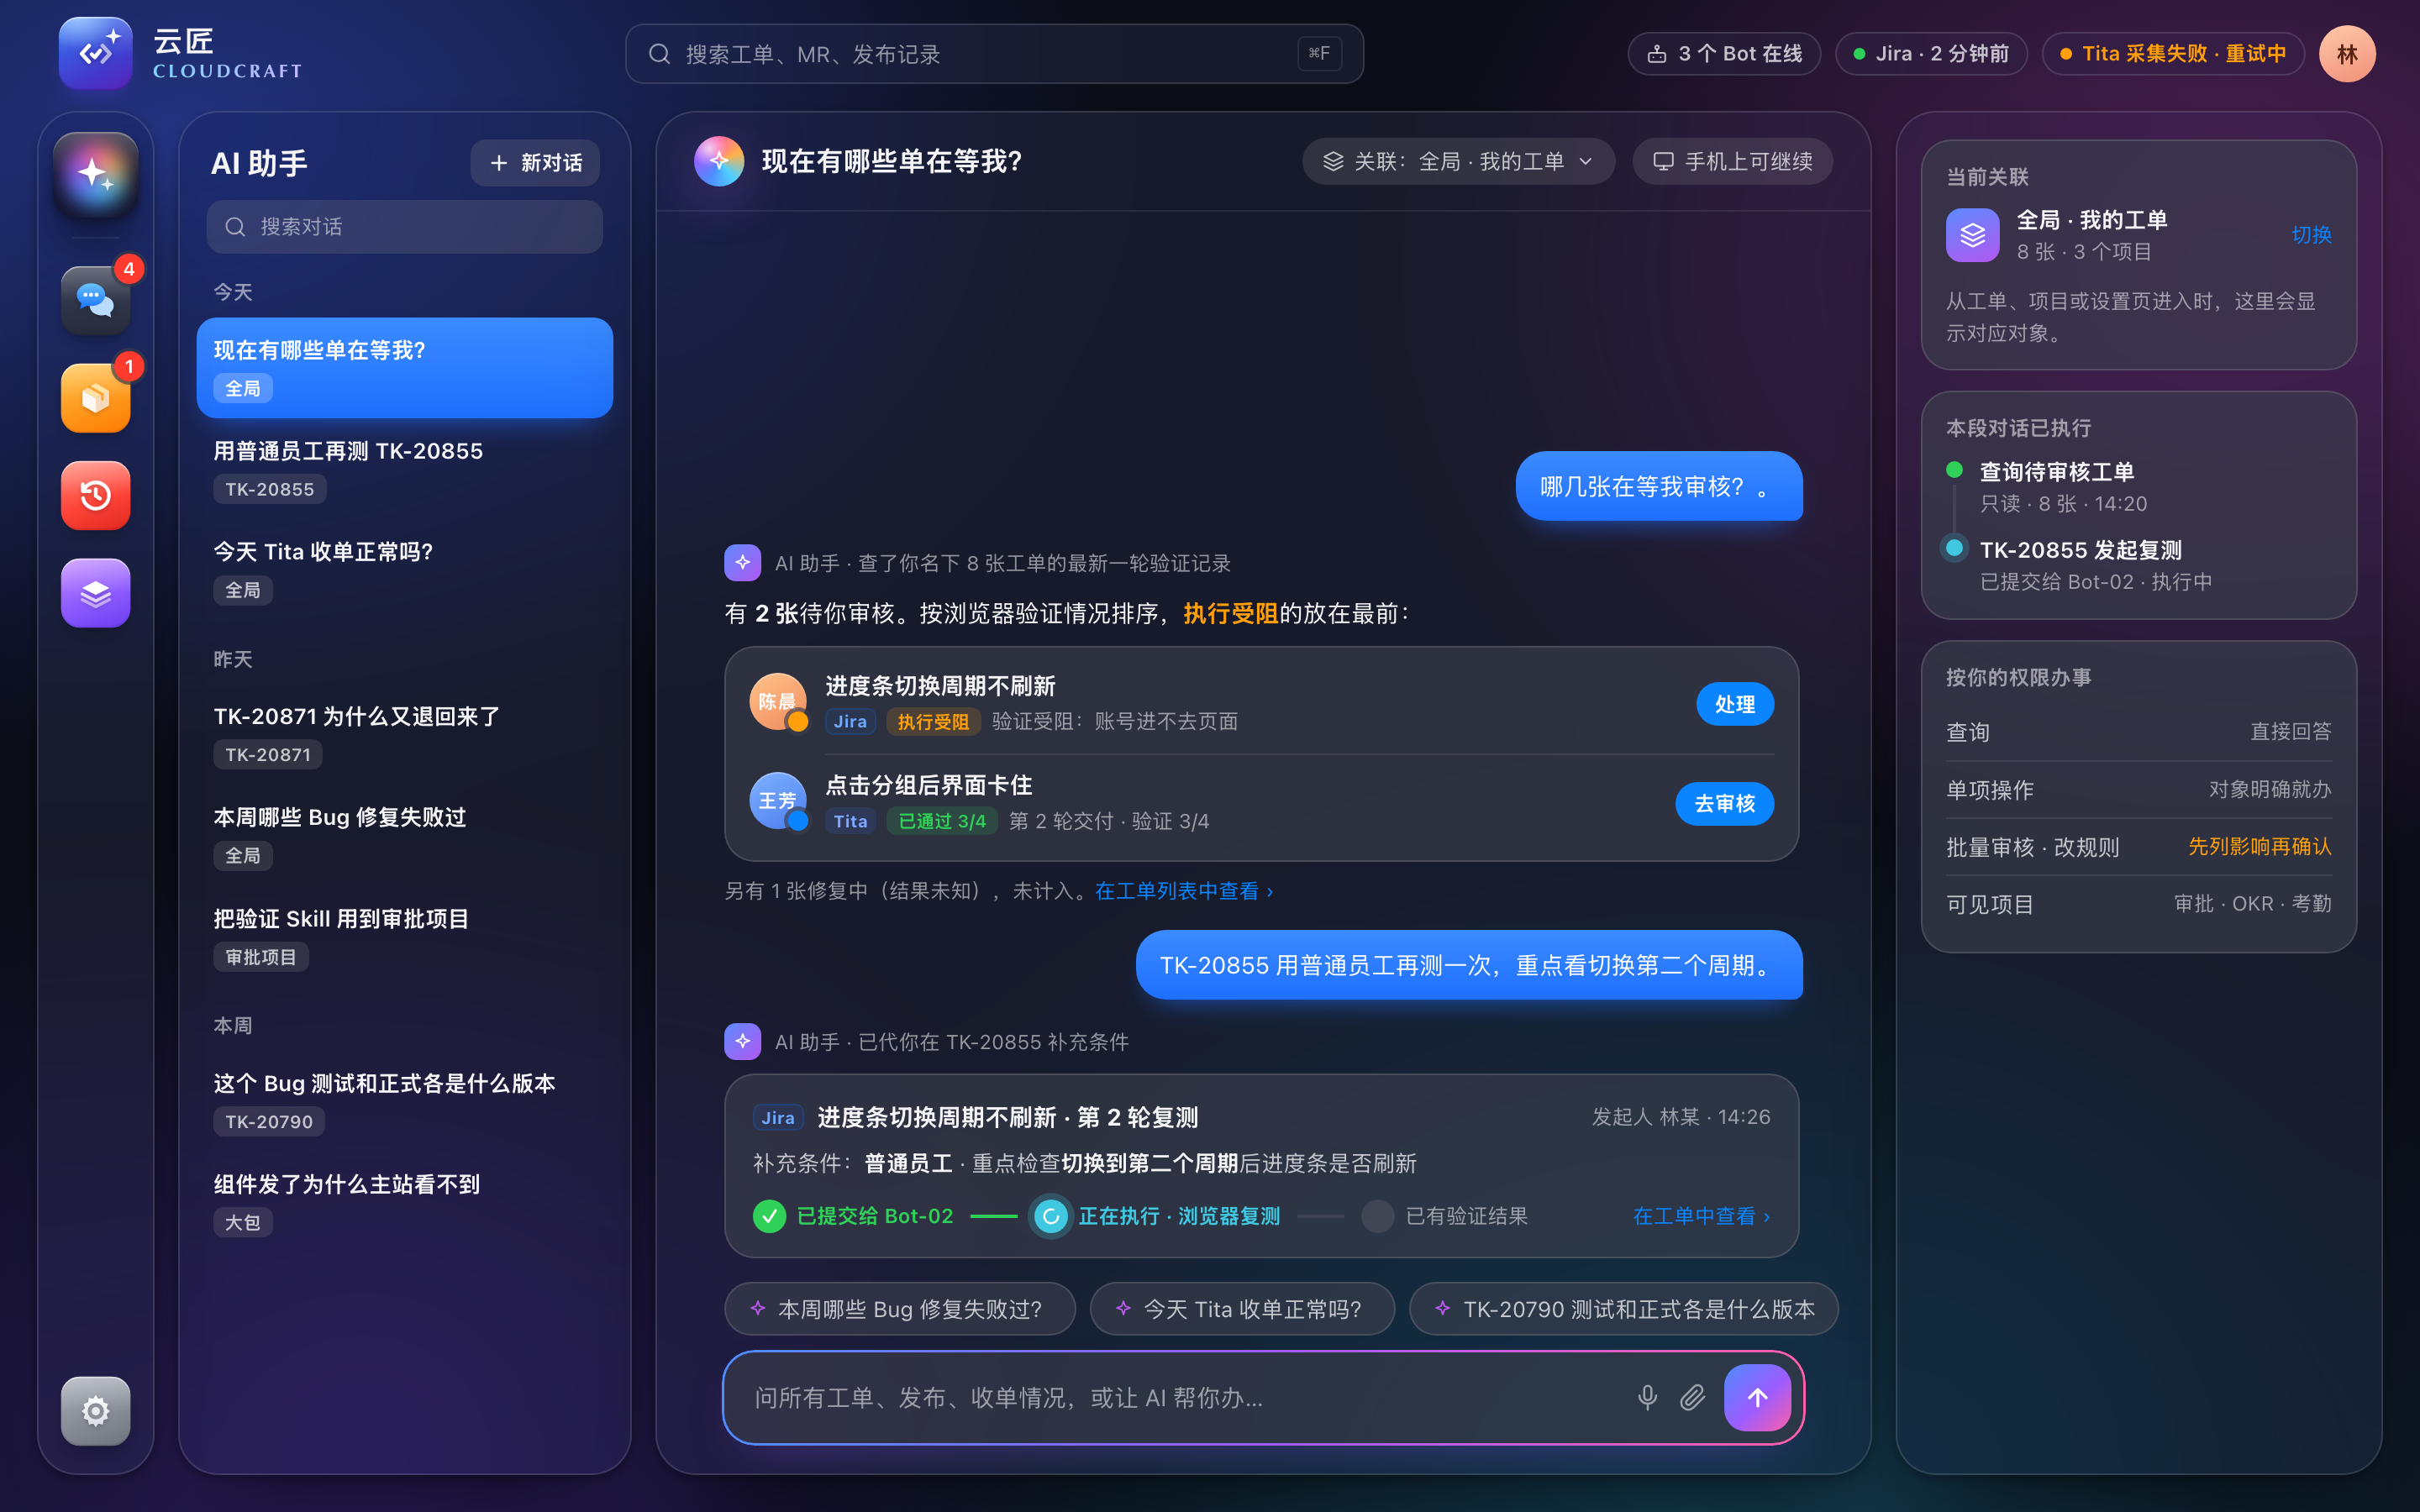 云匠
CLOUDCRAFT
搜索工单、MR、发布记录
⌘F
3 个 Bot 在线
Jira · 2 分钟前
Tita 采集失败 · 重试中
林
4
1
AI 助手
新对话
搜索对话
今天
现在有哪些单在等我?
全局
用普通员工再测 TK-20855
TK-20855
今天 Tita 收单正常吗?
全局
昨天
TK-20871 为什么又退回来了
TK-20871
本周哪些 Bug 修复失败过
全局
把验证 Skill 用到审批项目
审批项目
本周
这个 Bug 测试和正式各是什么版本
TK-20790
组件发了为什么主站看不到
大包
现在有哪些单在等我?
关联：全局 · 我的工单
手机上可继续
哪几张在等我审核? 。
AI 助手 · 查了你名下 8 张工单的最新一轮验证记录
有 2 张待你审核。按浏览器验证情况排序，执行受阻的放在最前：
陈晨
进度条切换周期不刷新
Jira 执行受阻 验证受阻：账号进不去页面
处理
王芳
点击分组后界面卡住
Tita 已通过 3/4 第 2 轮交付 · 验证 3/4
去审核
另有 1 张修复中（结果未知），未计入。在工单列表中查看 ›
TK-20855 用普通员工再测一次，重点看切换第二个周期。
AI 助手 · 已代你在 TK-20855 补充条件
Jira 进度条切换周期不刷新 · 第 2 轮复测
发起人 林某 · 14:26
补充条件：普通员工 · 重点检查切换到第二个周期后进度条是否刷新
已提交给 Bot-02
正在执行 · 浏览器复测
已有验证结果
在工单中查看 ›
本周哪些 Bug 修复失败过?
今天 Tita 收单正常吗?
TK-20790 测试和正式各是什么版本
问所有工单、发布、收单情况，或让 AI 帮你办...
当前关联
全局 · 我的工单
8 张 · 3 个项目
切换
从工单、项目或设置页进入时，这里会显
示对应对象。
本段对话已执行
查询待审核工单
只读 · 8 张 · 14:20
TK-20855 发起复测
已提交给 Bot-02 · 执行中
按你的权限办事
查询 直接回答
单项操作 对象明确就办
批量审核 · 改规则 先列影响再确认
可见项目 审批 · OKR · 考勤